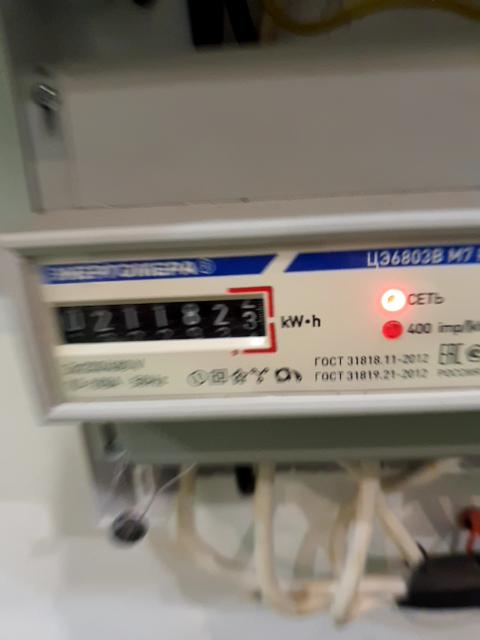 ЭНЕРГОМЕРА
ЦЭ6803В М7
0211823
kW•h
СЕТЬ
400 imp/
ГОСТ 31818.11-2012
ГОСТ 31819.21-2012